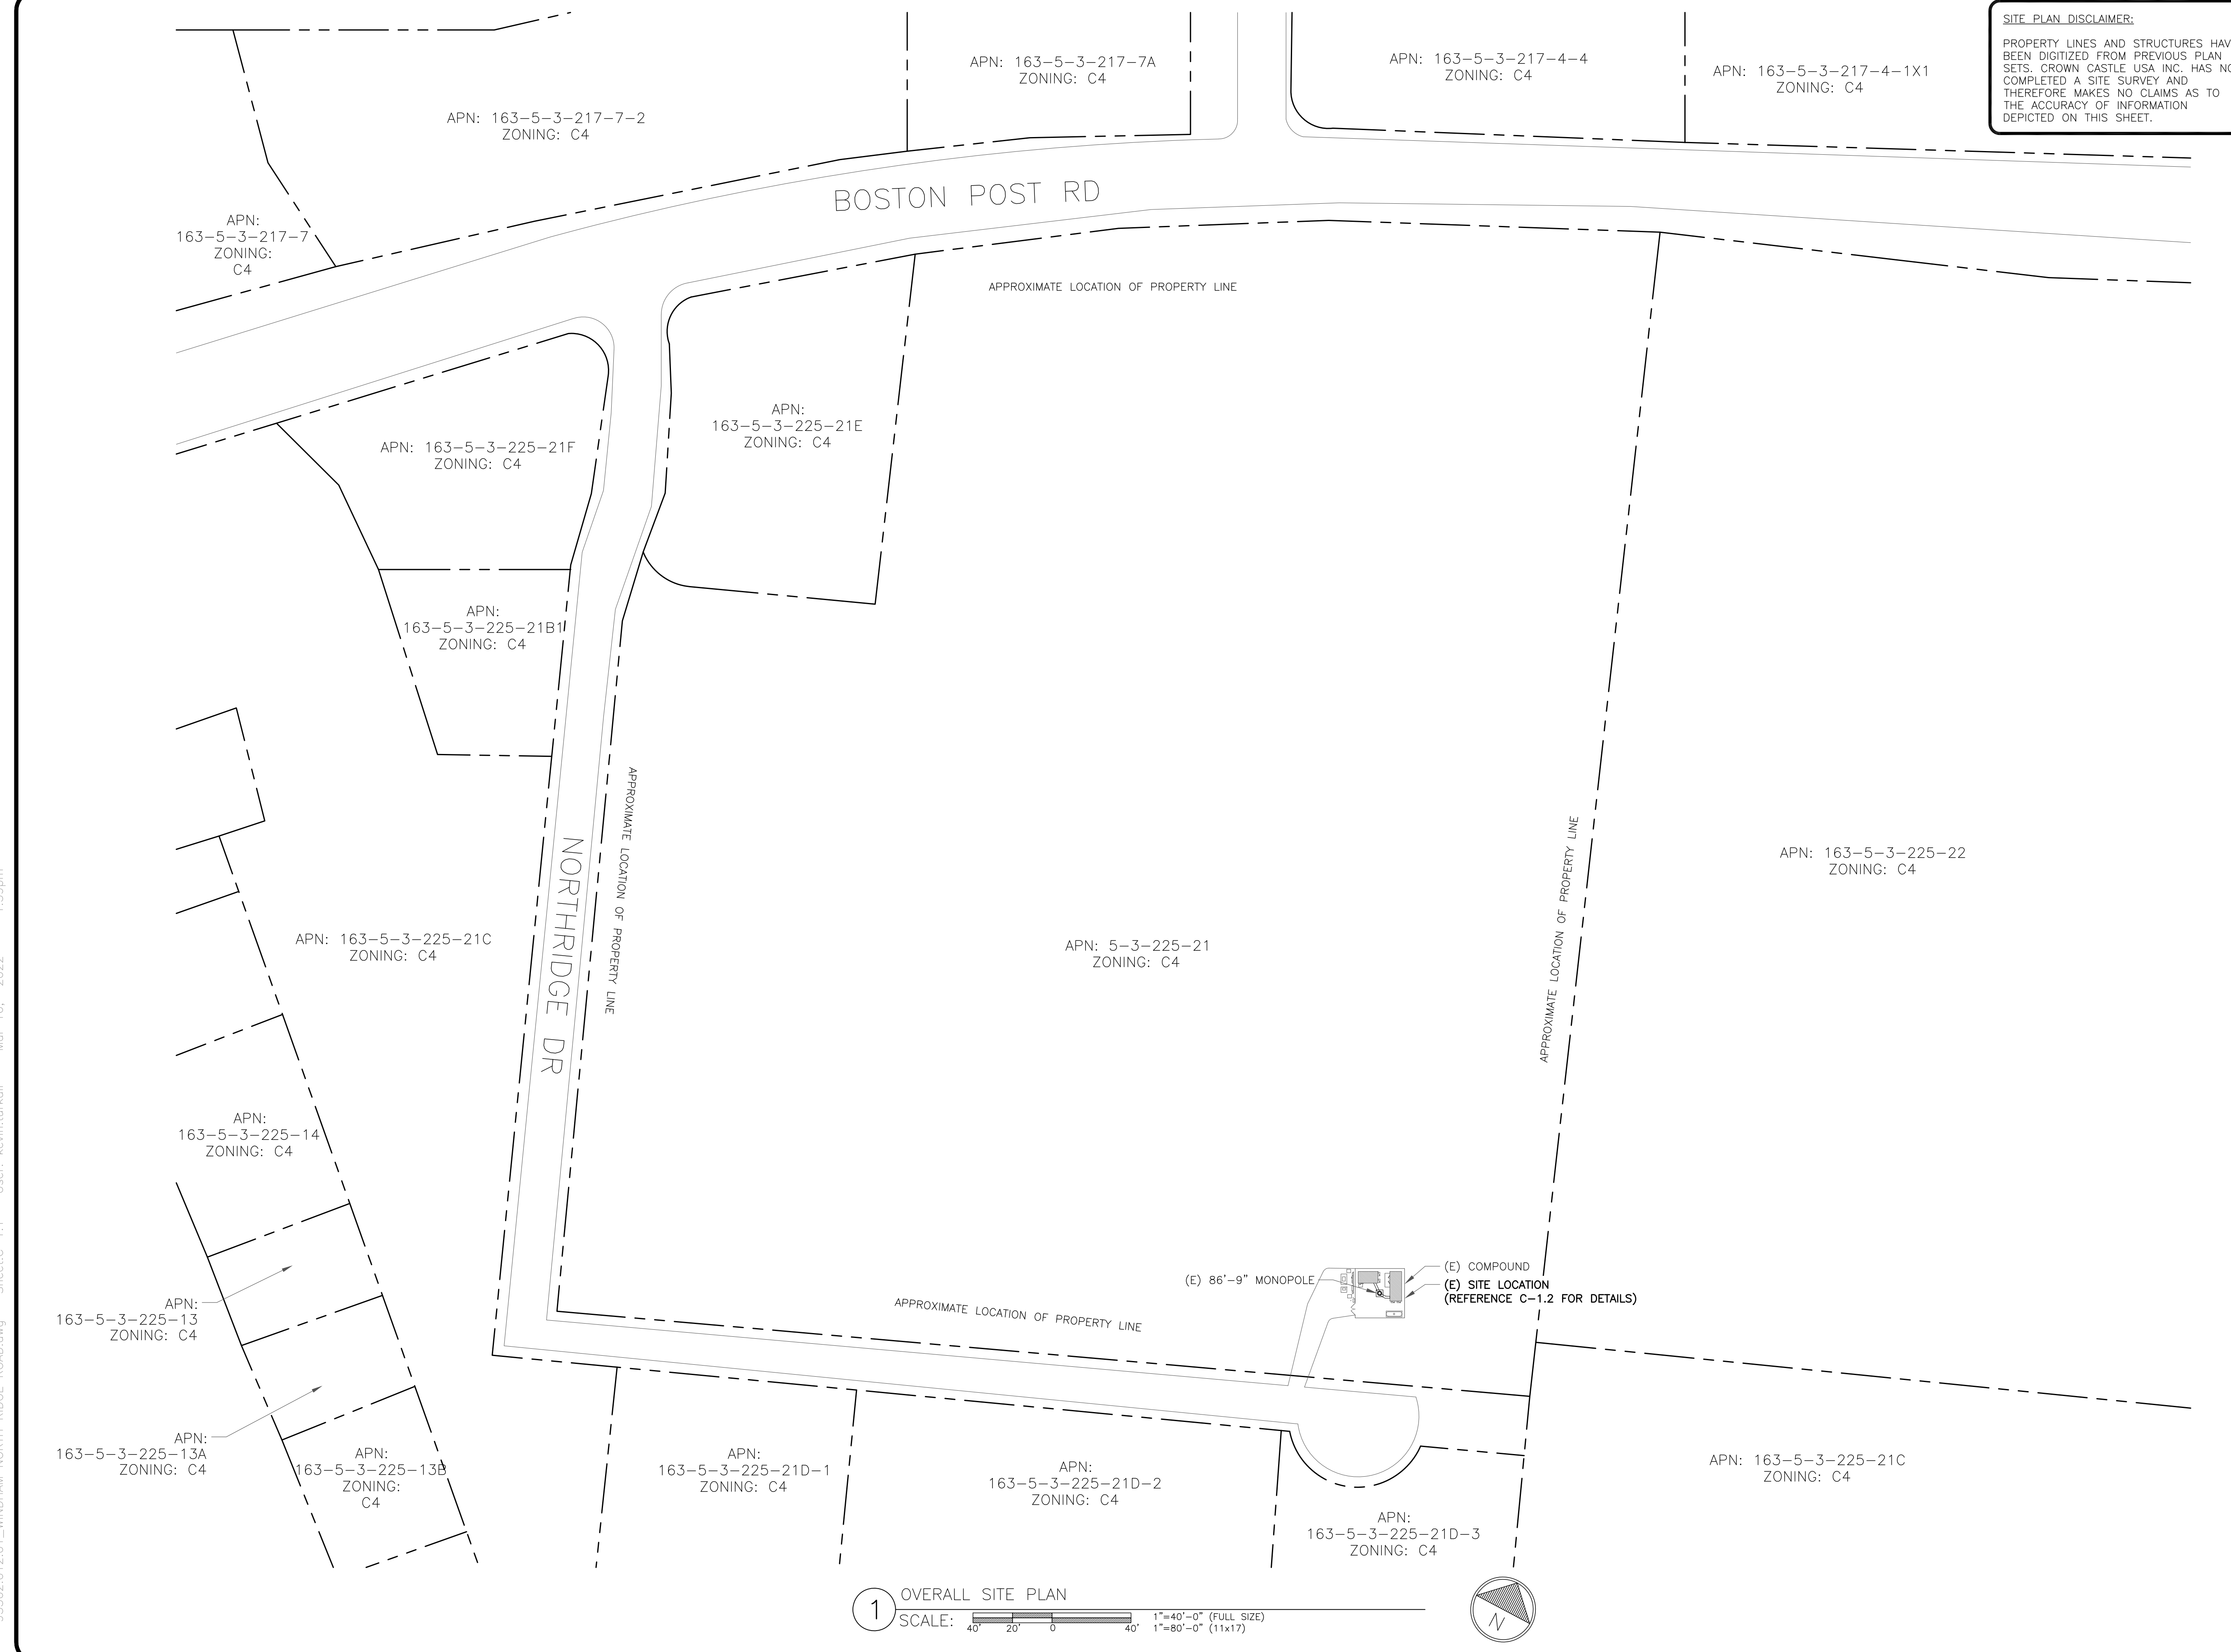 SITE PLAN DISCLAIMER:
PROPERTY LINES AND STRUCTURES
BEEN DIGITIZED FROM PREVIOUS PLAN
SETS. CROWN CASTLE USA INC. HAS
COMPLETED A SITE SURVEY AND
THEREFORE MAKES NO CLAIMS AS TO
THE ACCURACY OF INFORMATION
DEPICTED ON THIS SHEET.
APN: 163-5-3-217-7A
ZONING: C4
APN: 163-5-3-217-4-4
ZONING: C4
APN: 163-5-3-217-4-1X1
ZONING: C4
APN: 163-5-3-217-7-2
ZONING: C4
APN:
163-5-3-217-7
ZONING:
C4
BOSTON POST RD
APPROXIMATE LOCATION OF PROPERTY LINE
APN:
163-5-3-225-21E
ZONING: C4
APN: 163-5-3-225-21F
ZONING: C4
APN:
163-5-3-225-21B1
ZONING: C4
APPROXIMATE LOCATION OF PROPERTY LINE
NORTHRIDGE DR
APPROXIMATE LOCATION OF PROPERTY LINE
APN: 163-5-3-225-22
ZONING: C4
APN: 163-5-3-225-21C
ZONING: C4
APN: 5-3-225-21
ZONING: C4
APN:
163-5-3-225-14
ZONING: C4
(E) 86'-9" MONOPOLE
(E) COMPOUND
(E) SITE LOCATION
(REFERENCE C-1.2 FOR DETAILS)
APPROXIMATE LOCATION OF PROPERTY LINE
APN:
163-5-3-225-13
ZONING: C4
APN:
163-5-3-225-13A
ZONING: C4
APN:
163-5-3-225-13B
ZONING:
C4
APN:
163-5-3-225-21D-1
ZONING: C4
APN:
163-5-3-225-21D-2
ZONING: C4
APN:
163-5-3-225-21D-3
ZONING: C4
APN: 163-5-3-225-21C
ZONING: C4
1
OVERALL SITE PLAN
SCALE:
40' 20' 0 40'
1"=40'-0" (FULL SIZE)
1"=80'-0" (11x17)
N